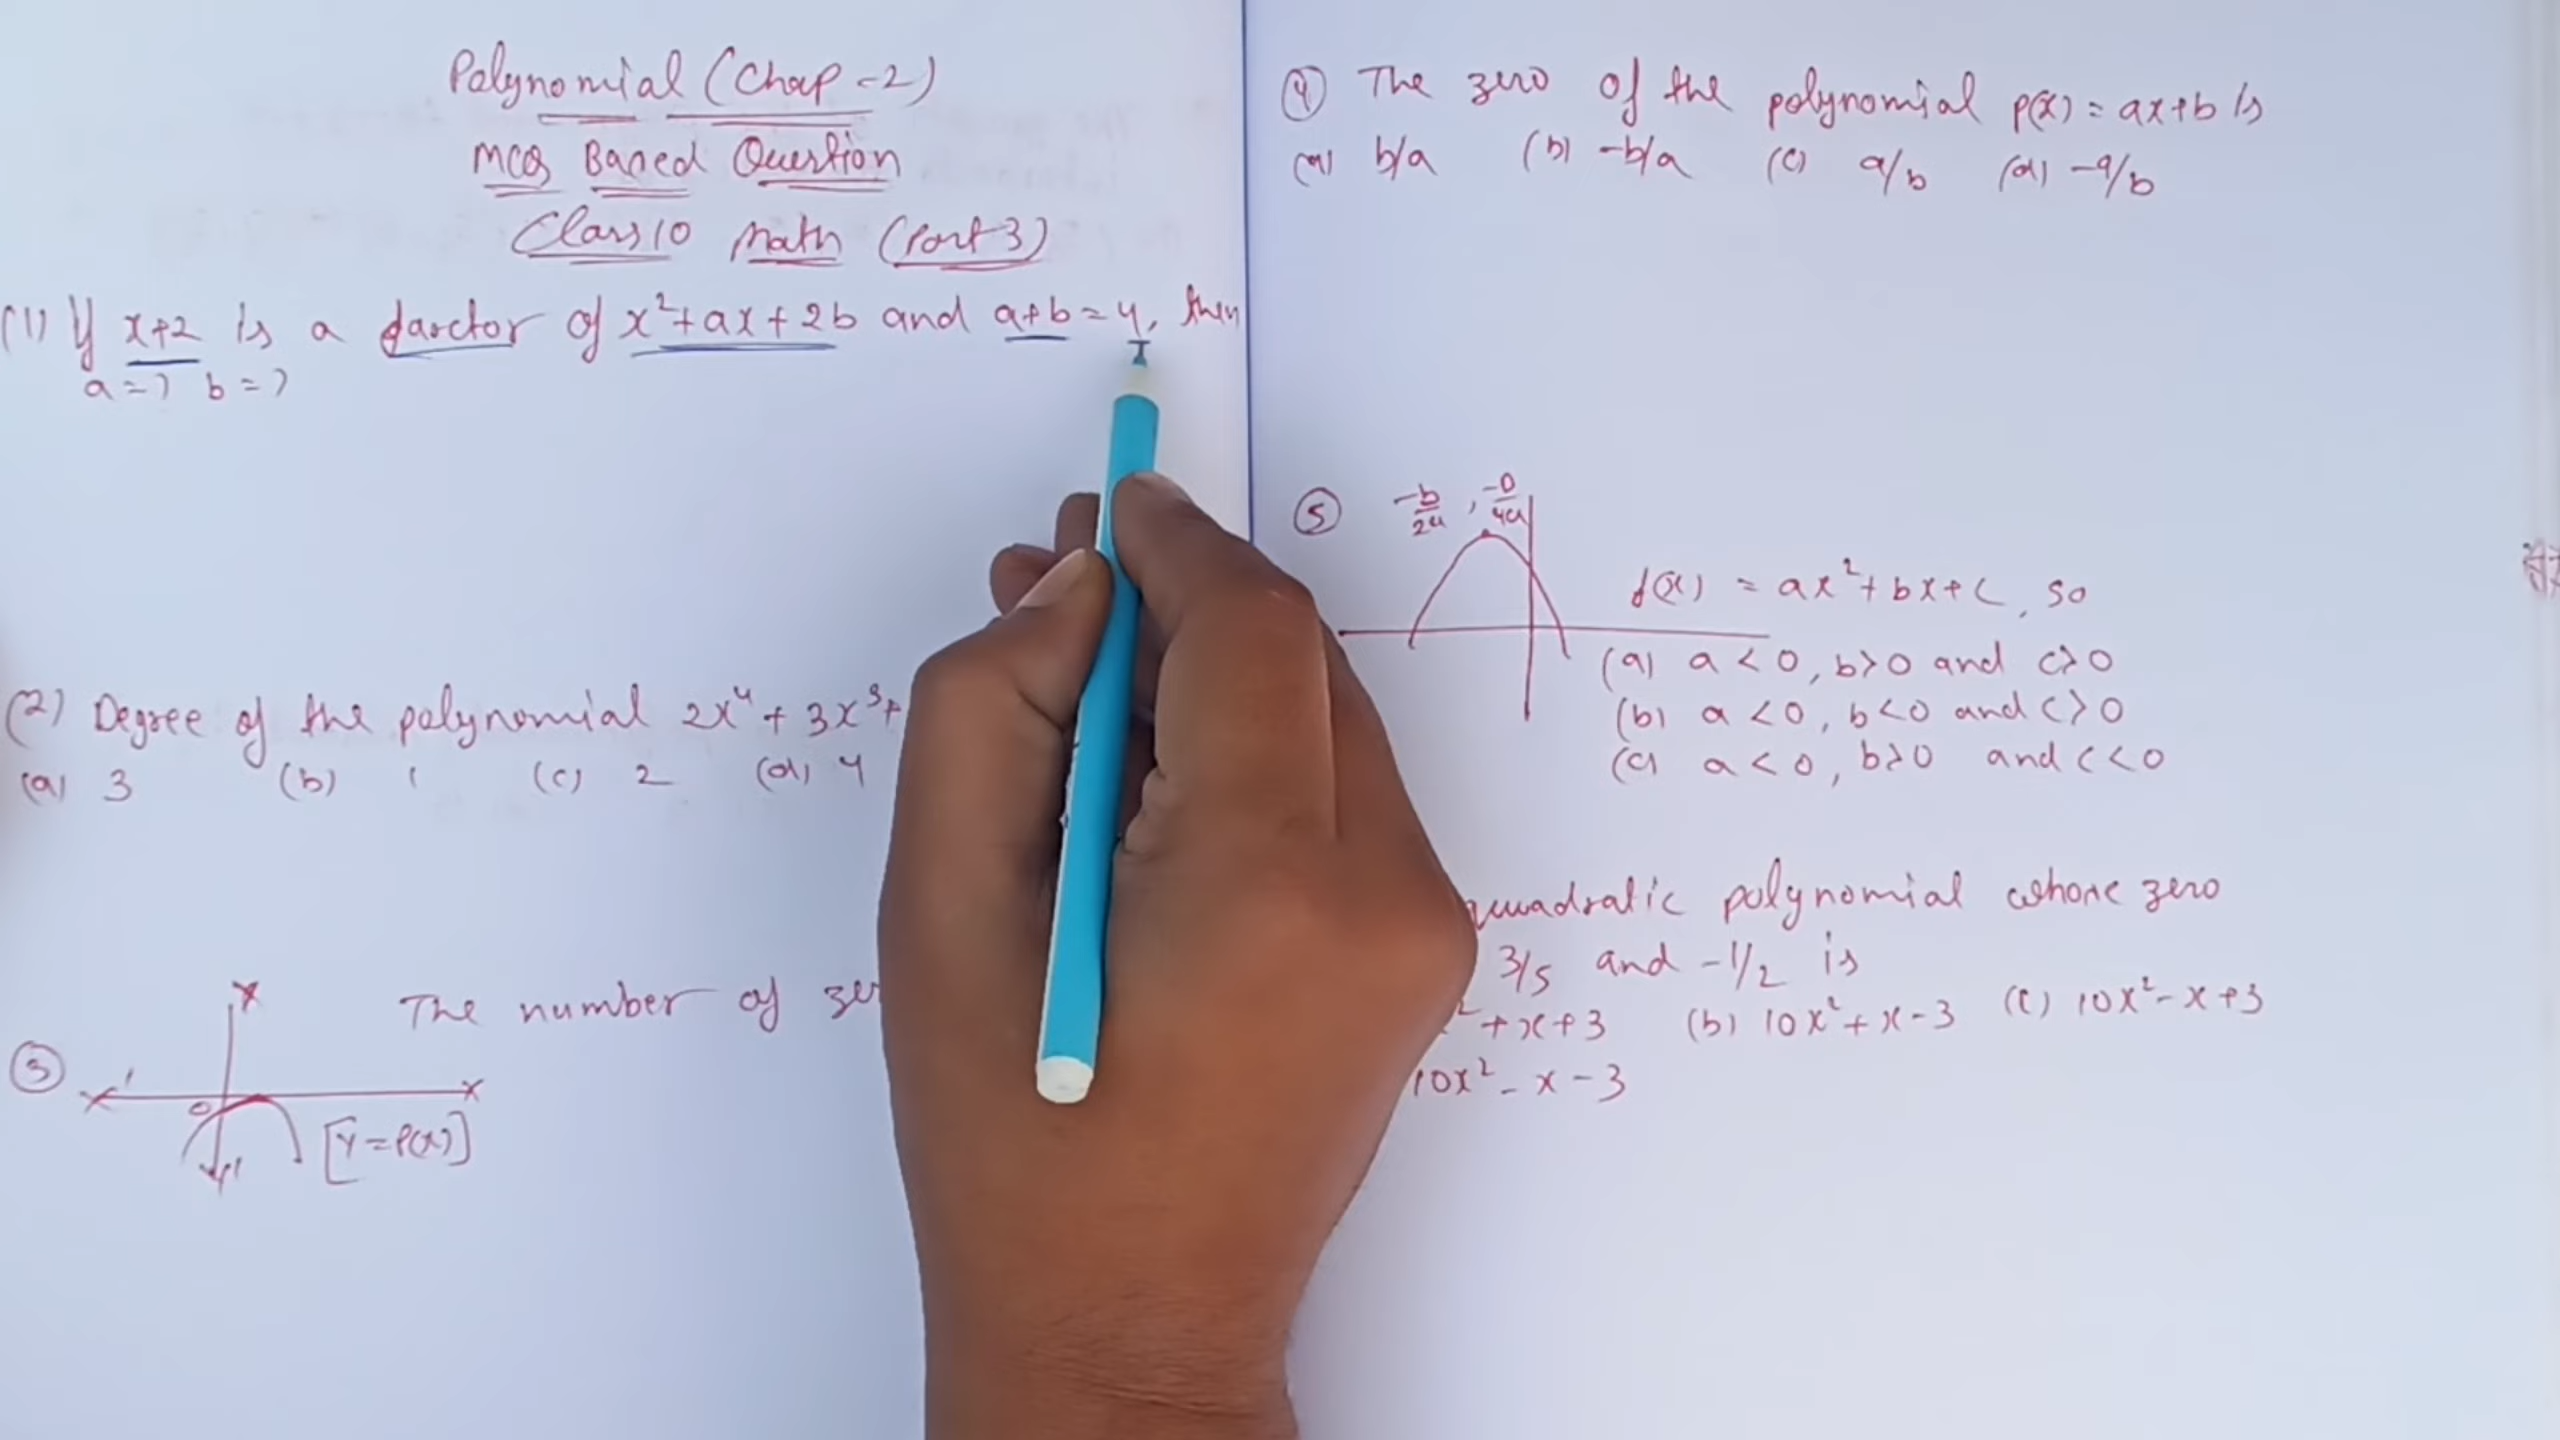 Polynomial (Chap-2)
MCQ Based Question
Class 10 Math (Part 3)
(1) If x+2 is a farctor of x²+ax+2b and a+b=4, then
a=? b=?
(2) Degree of the polynomial 2x⁴+3x³+
(a) 3 (b) 1 (c) 2 (d) 4
(3) The number of
x' x
O
y'
[Y=P(x)]
(4) The zero of the polynomial p(x)=ax+b is
(a) b/a (b) -b/a (c) a/b (d) -a/b
(5) -b/2a, -D/4a
f(x) = ax²+bx+c, so
(a) a<0, b>0 and c>0
(b) a<0, b<0 and c>0
(c) a<0, b>0 and c<0
quadratic polynomial whose zero
3/5 and -1/2 is
²+x+3 (b) 10x²+x-3 (c) 10x²-x+3
10x²-x-3